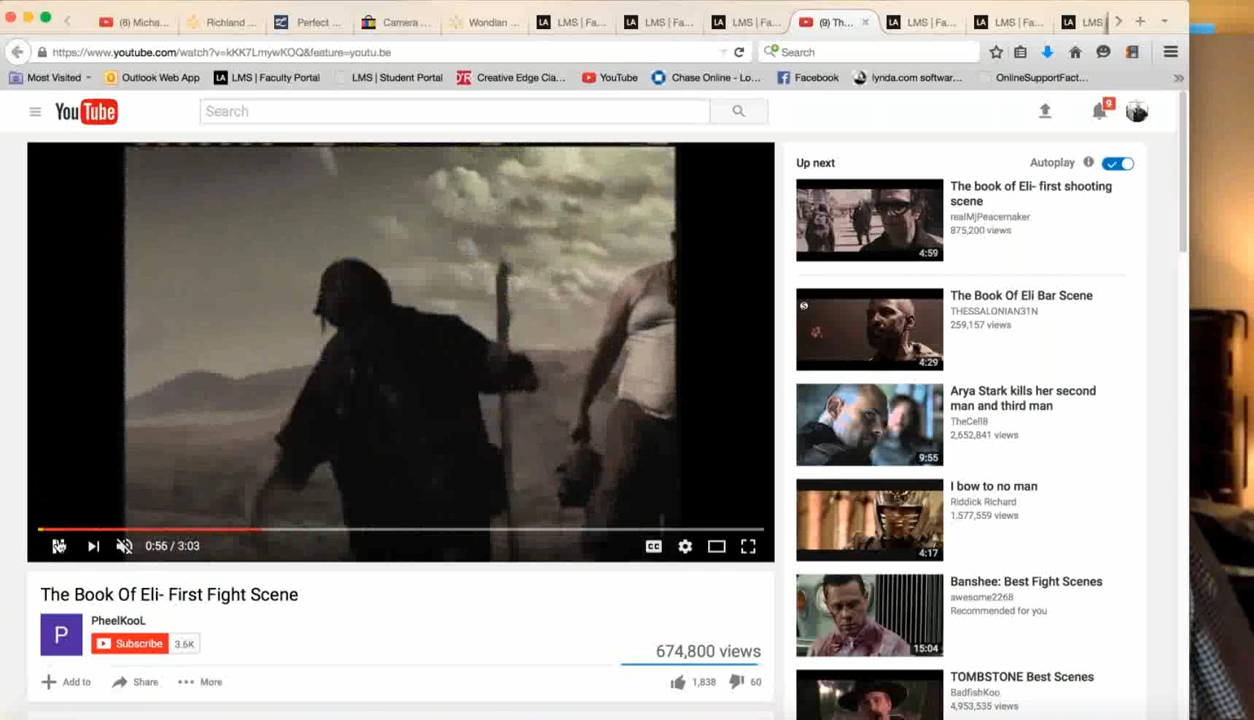 (6) Micha...
Richland ...
Perfect ...
Camera ...
Wondlan ...
LMS | Fa...
LMS | Fa...
LMS | Fa...
(9) Th...
LMS | Fa...
LMS | Fa...
LMS
https://www.youtube.com/watch?v=kKK7LmywKOQ&feature=youtu.be
Search
Most Visited
Outlook Web App
LMS | Faculty Portal
LMS | Student Portal
Creative Edge Cla...
YouTube
Chase Online - Lo...
Facebook
lynda.com softwar...
OnlineSupportFact...
YouTube
Search
9
Up next
Autoplay
The book of Eli- first shooting
scene
realMjPeacemaker
875,200 views
4:59
The Book Of Eli Bar Scene
THESSALONIAN31N
259,157 views
4:29
Arya Stark kills her second
man and third man
TheCell8
2,652,841 views
9:55
I bow to no man
Riddick Richard
1,577,559 views
4:17
Banshee: Best Fight Scenes
awesome2268
Recommended for you
15:04
TOMBSTONE Best Scenes
BadfishKoo
4,953,535 views
0:56 / 3:03
CC
The Book Of Eli- First Fight Scene
P
PheelKooL
Subscribe 3.6K
674,800 views
Add to
Share
More
1,838
60